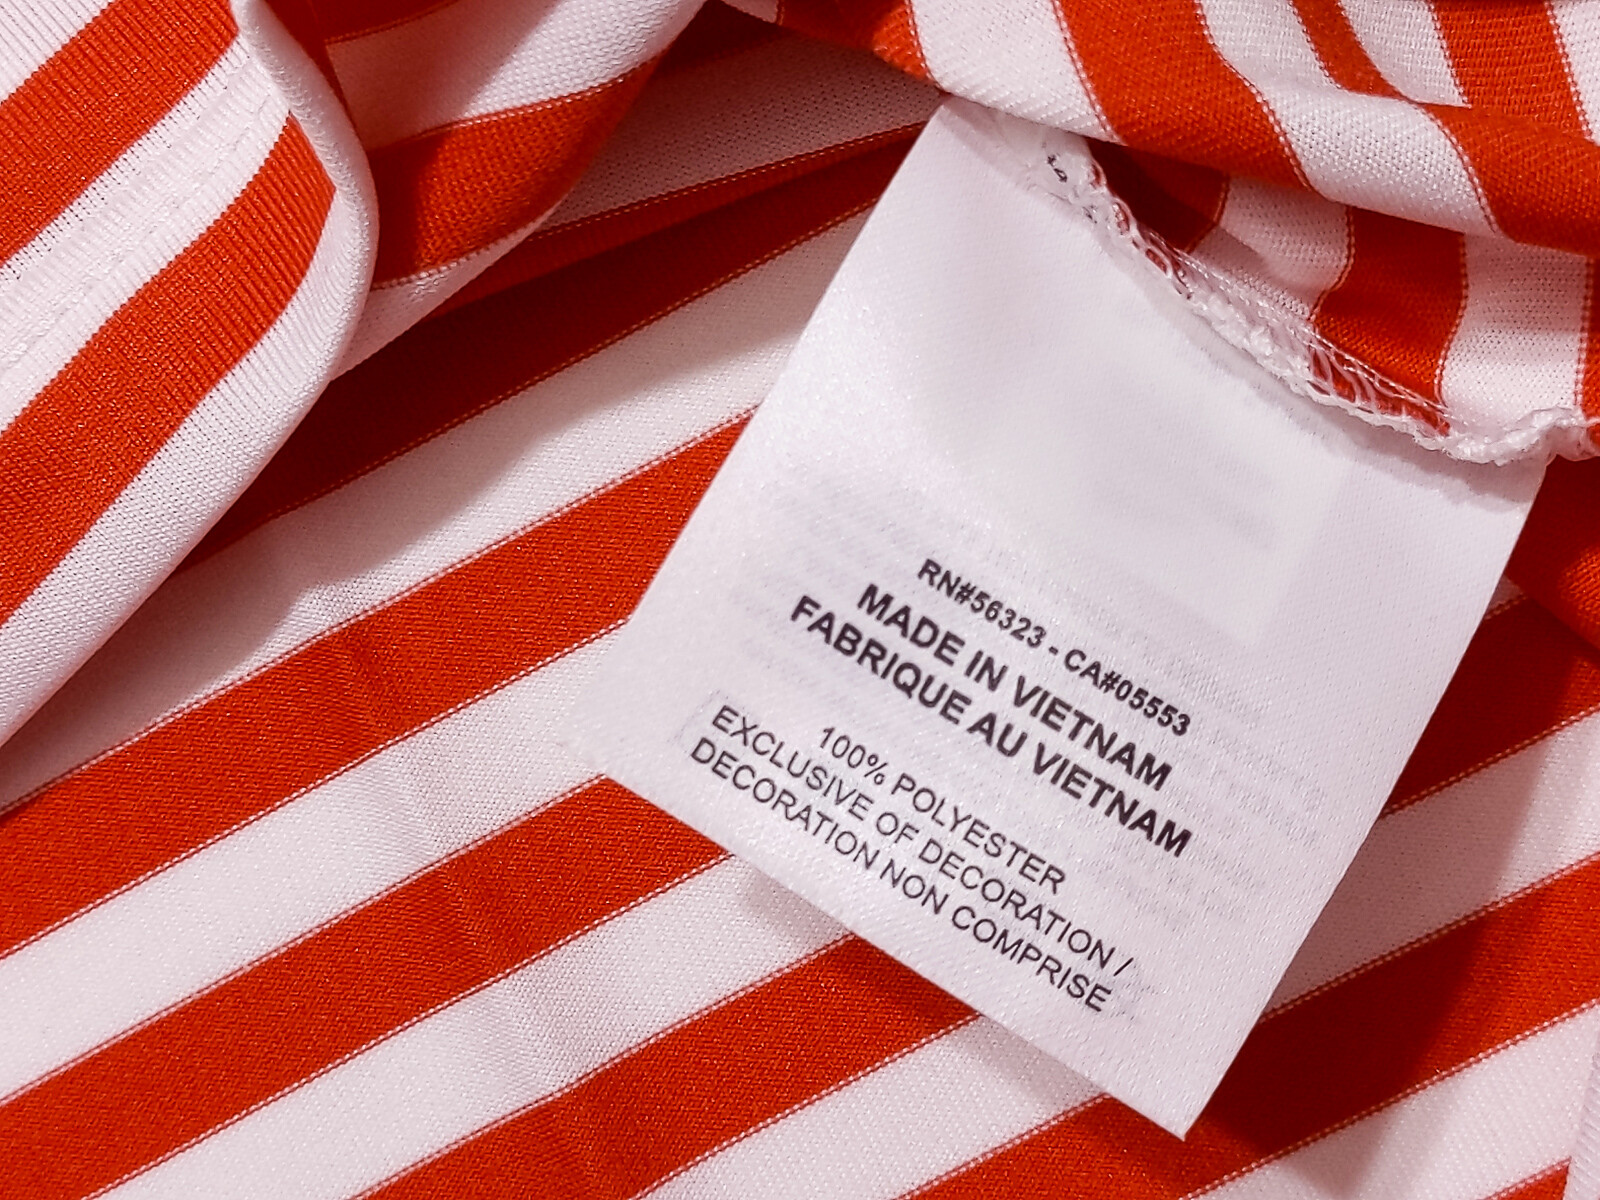 RN#56323 - CA#05553
MADE IN VIETNAM
FABRIQUE AU VIETNAM
100% POLYESTER
EXCLUSIVE OF DECORATION /
DECORATION NON COMPRISE